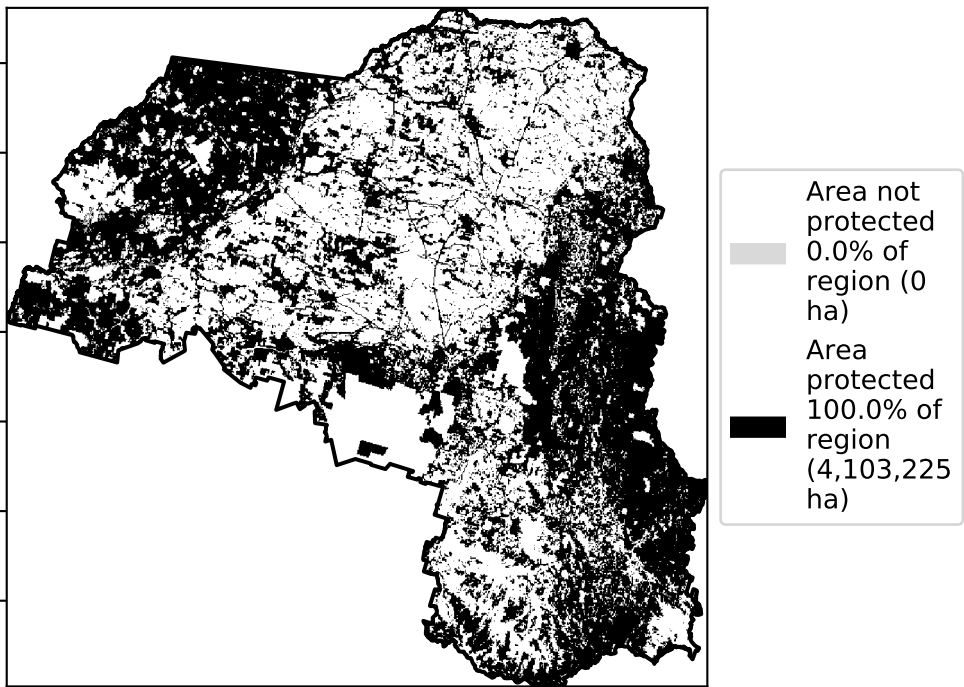 Area not
protected
0.0% of
region (0
ha)
Area
protected
100.0% of
region
(4,103,225
ha)